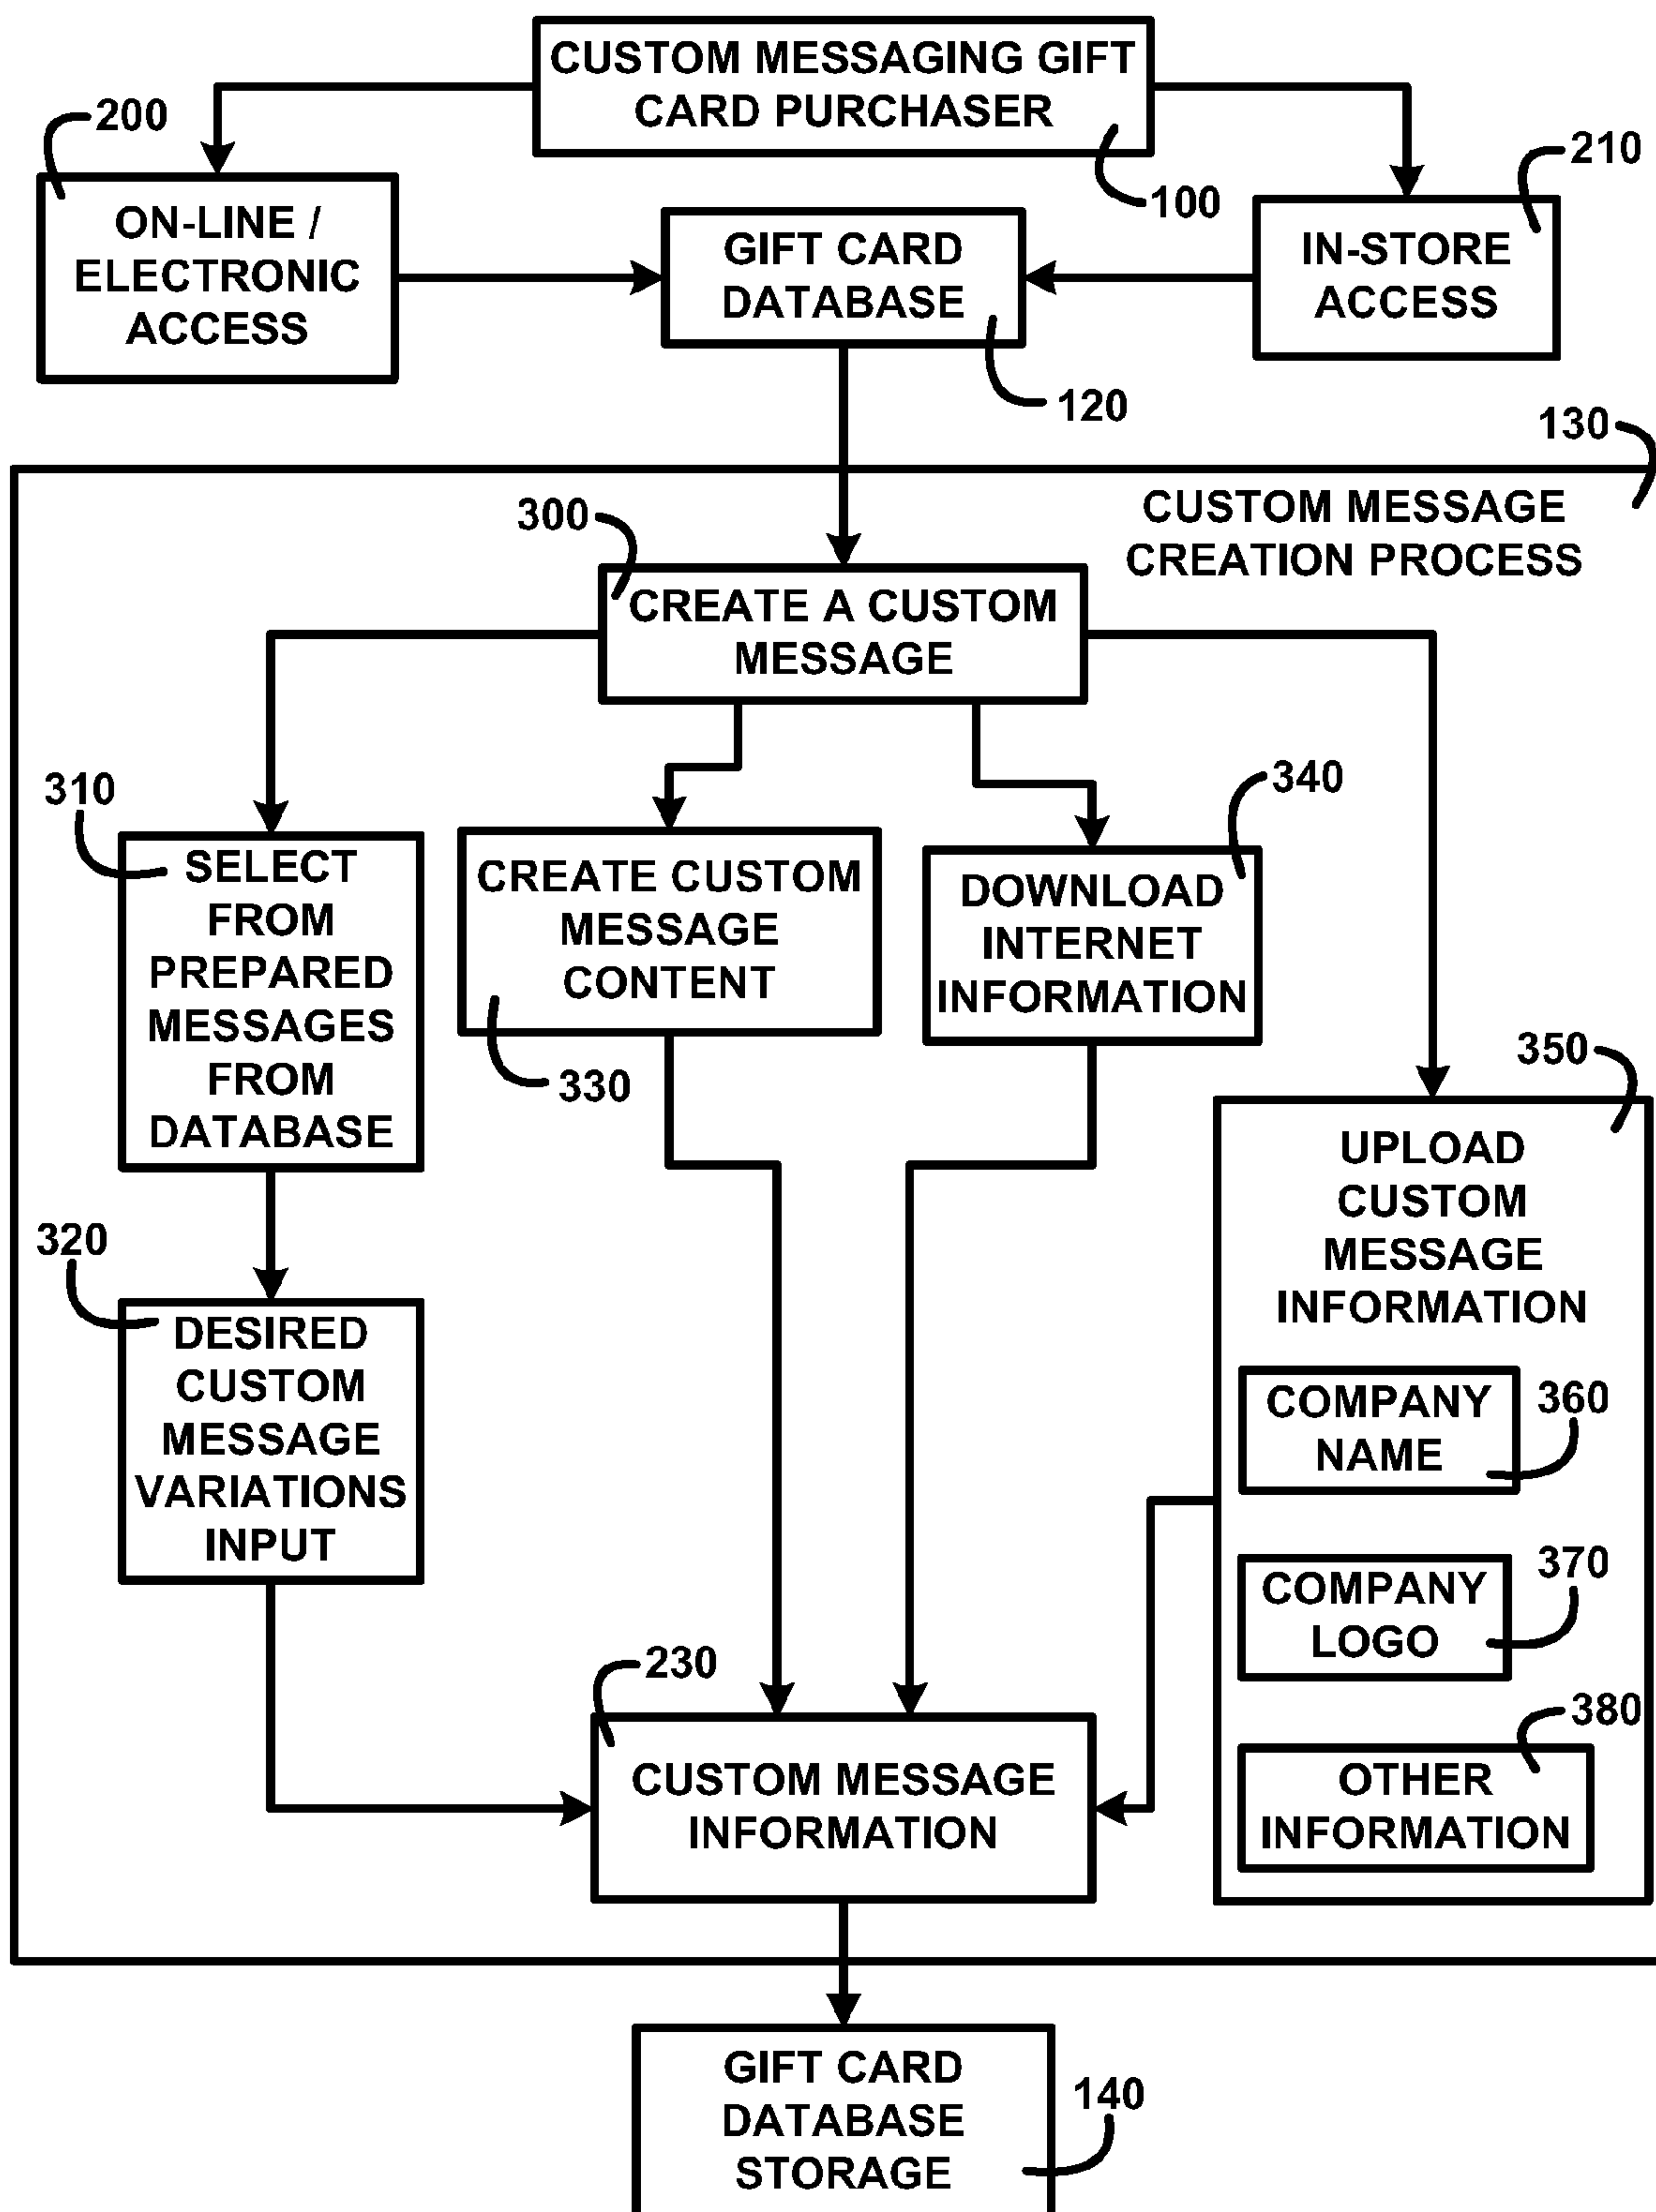 CUSTOM MESSAGING GIFT
CARD PURCHASER
100
200
ON-LINE /
ELECTRONIC
ACCESS
GIFT CARD
DATABASE
120
210
IN-STORE
ACCESS
130
CUSTOM MESSAGE
CREATION PROCESS
300
CREATE A CUSTOM
MESSAGE
310
SELECT
FROM
PREPARED
MESSAGES
FROM
DATABASE
CREATE CUSTOM
MESSAGE
CONTENT
330
340
DOWNLOAD
INTERNET
INFORMATION
350
UPLOAD
CUSTOM
MESSAGE
INFORMATION
320
DESIRED
CUSTOM
MESSAGE
VARIATIONS
INPUT
COMPANY
NAME
360
COMPANY
LOGO
370
380
OTHER
INFORMATION
230
CUSTOM MESSAGE
INFORMATION
GIFT CARD
DATABASE
STORAGE
140